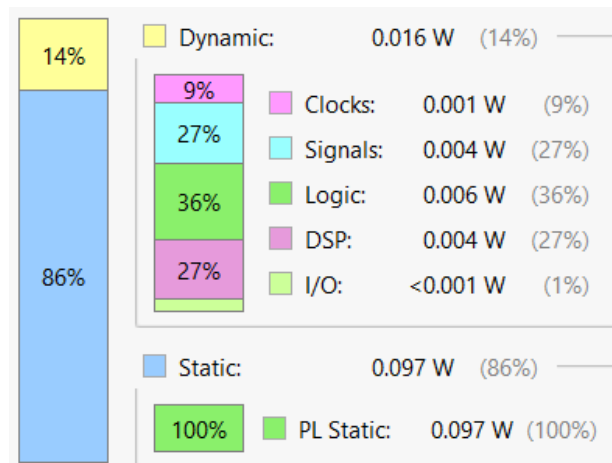 14%
86%
Dynamic: 0.016 W (14%)
9%
27%
36%
27%
Clocks: 0.001 W (9%)
Signals: 0.004 W (27%)
Logic: 0.006 W (36%)
DSP: 0.004 W (27%)
I/O: <0.001 W (1%)
Static: 0.097 W (86%)
100%
PL Static: 0.097 W (100%)